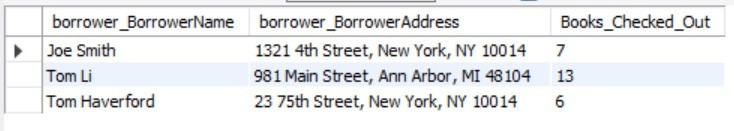 borrower_BorrowerName borrower_BorrowerAddress Books_Checked_Out
Joe Smith 1321 4th Street, New York, NY 10014 7
Tom Li 981 Main Street, Ann Arbor, MI 48104 13
Tom Haverford 23 75th Street, New York, NY 10014 6